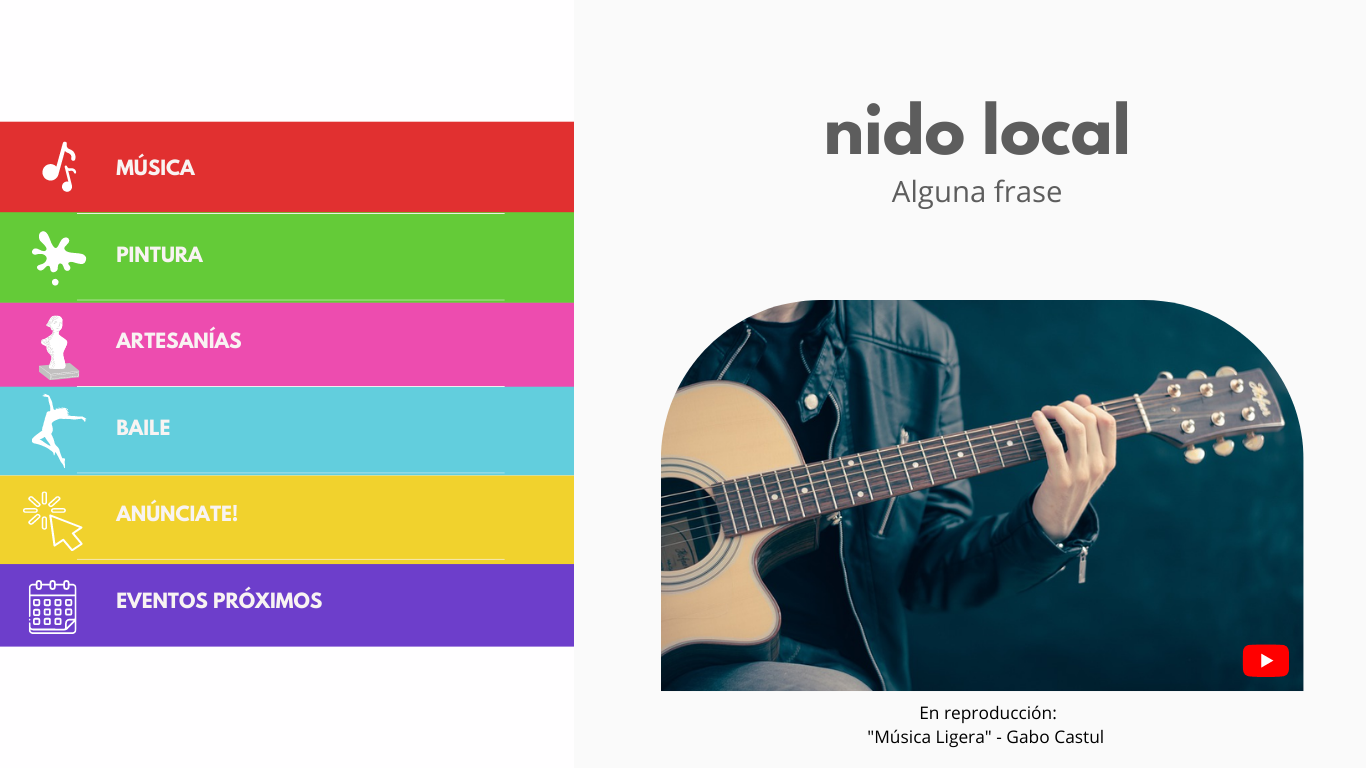 MÚSICA
PINTURA
ARTESANÍAS
BAILE
ANÚNCIATE!
EVENTOS PRÓXIMOS
nido local
Alguna frase
En reproducción:
"Música Ligera" - Gabo Castul